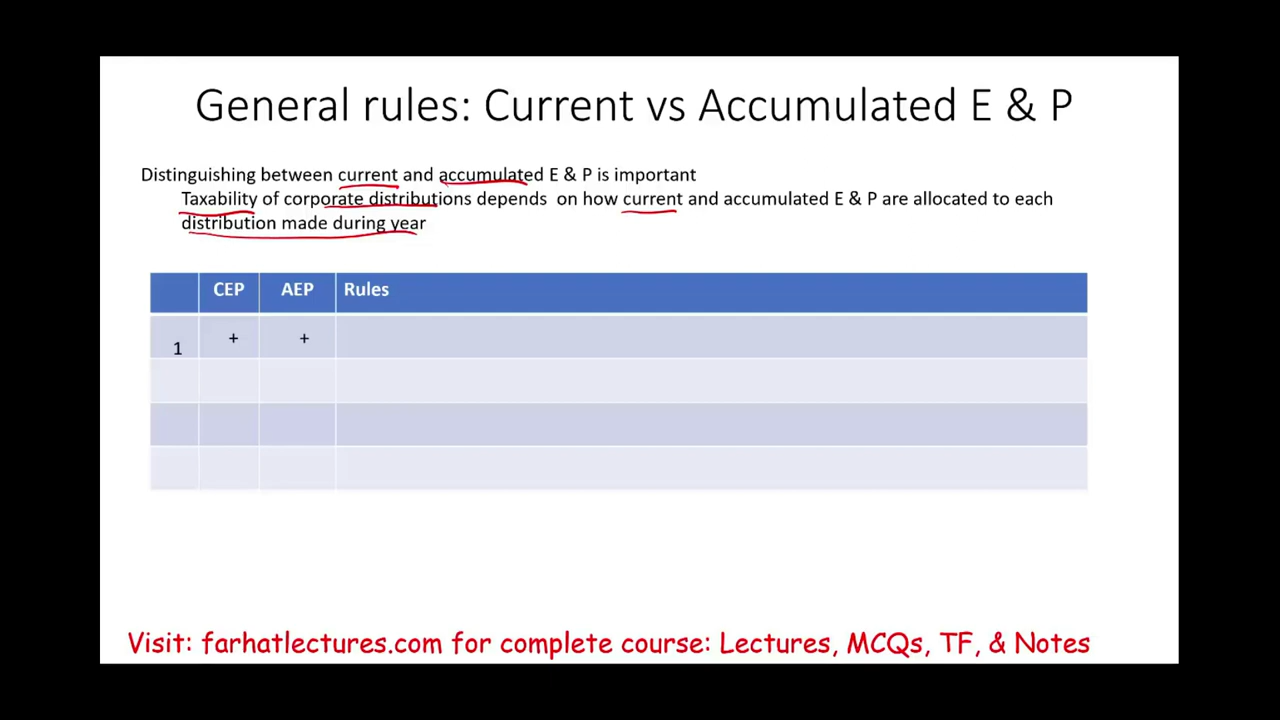 General rules: Current vs Accumulated E & P
Distinguishing between current and accumulated E & P is important
Taxability of corporate distributions depends on how current and accumulated E & P are allocated to each
distribution made during year
CEP AEP Rules
1 + +
Visit: farhatlectures.com for complete course: Lectures, MCQs, TF, & Notes